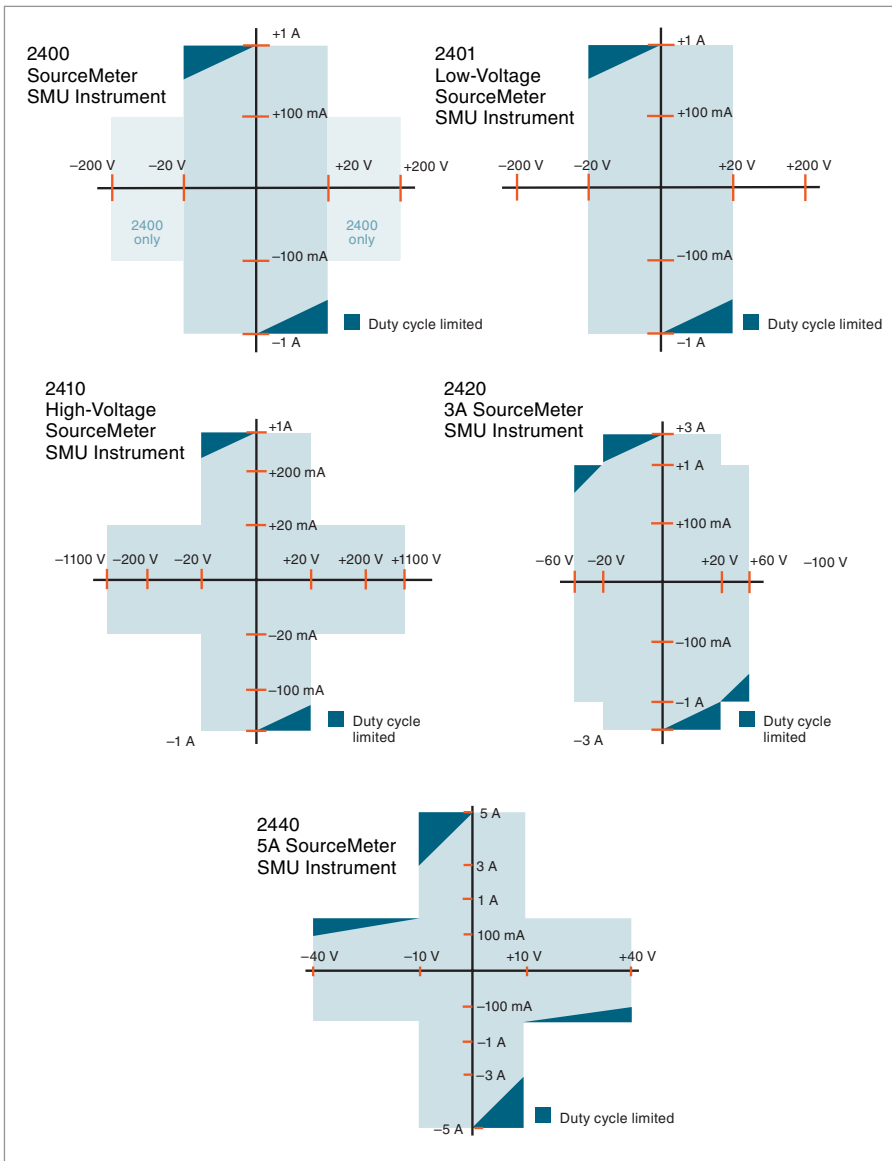 2400
SourceMeter
SMU Instrument
+1 A
+100 mA
–200 V
–20 V
+20 V
+200 V
2400
only
2400
only
–100 mA
–1 A
Duty cycle limited
2401
Low-Voltage
SourceMeter
SMU Instrument
+1 A
+100 mA
–200 V
–20 V
+20 V
+200 V
–100 mA
–1 A
Duty cycle limited
2410
High-Voltage
SourceMeter
SMU Instrument
+1A
+200 mA
+20 mA
–1100 V
–200 V
–20 V
+20 V
+200 V
+1100 V
–20 mA
–100 mA
–1 A
Duty cycle
limited
2420
3A SourceMeter
SMU Instrument
+3 A
+1 A
+100mA
–60 V
–20 V
+20 V
+60 V
–100 V
–100 mA
–1 A
–3 A
Duty cycle
limited
2440
5A SourceMeter
SMU Instrument
5 A
3 A
1 A
100 mA
–40 V
–10 V
+10 V
+40 V
–100 mA
–1 A
–3 A
–5 A
Duty cycle limited